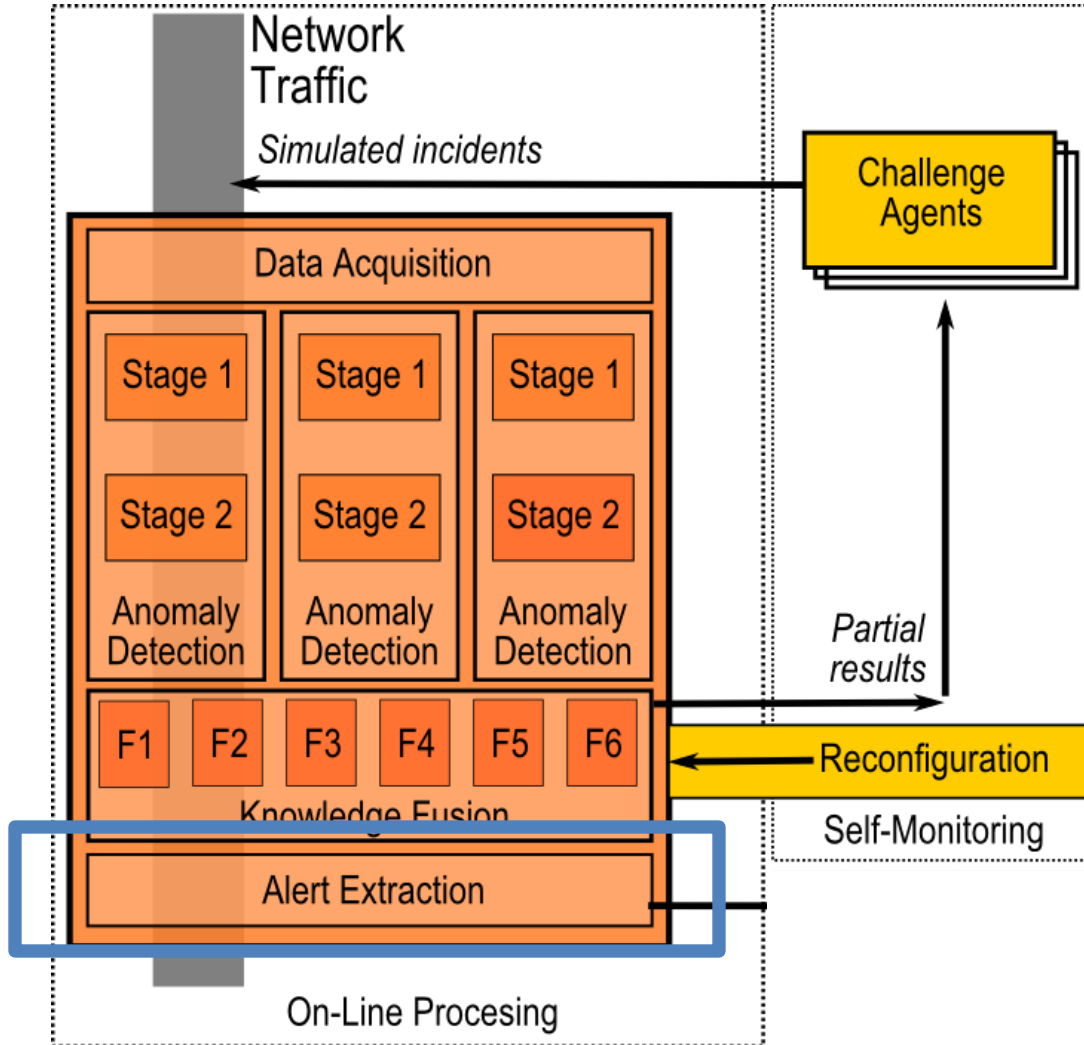 Network
Traffic
Simulated incidents
Challenge
Agents
Data Acquisition
Stage 1
Stage 1
Stage 1
Stage 2
Stage 2
Stage 2
Anomaly
Detection
Anomaly
Detection
Anomaly
Detection
Partial
results
F1
F2
F3
F4
F5
F6
Reconfiguration
Knowledge Fusion
Self-Monitoring
Alert Extraction
On-Line Procesing